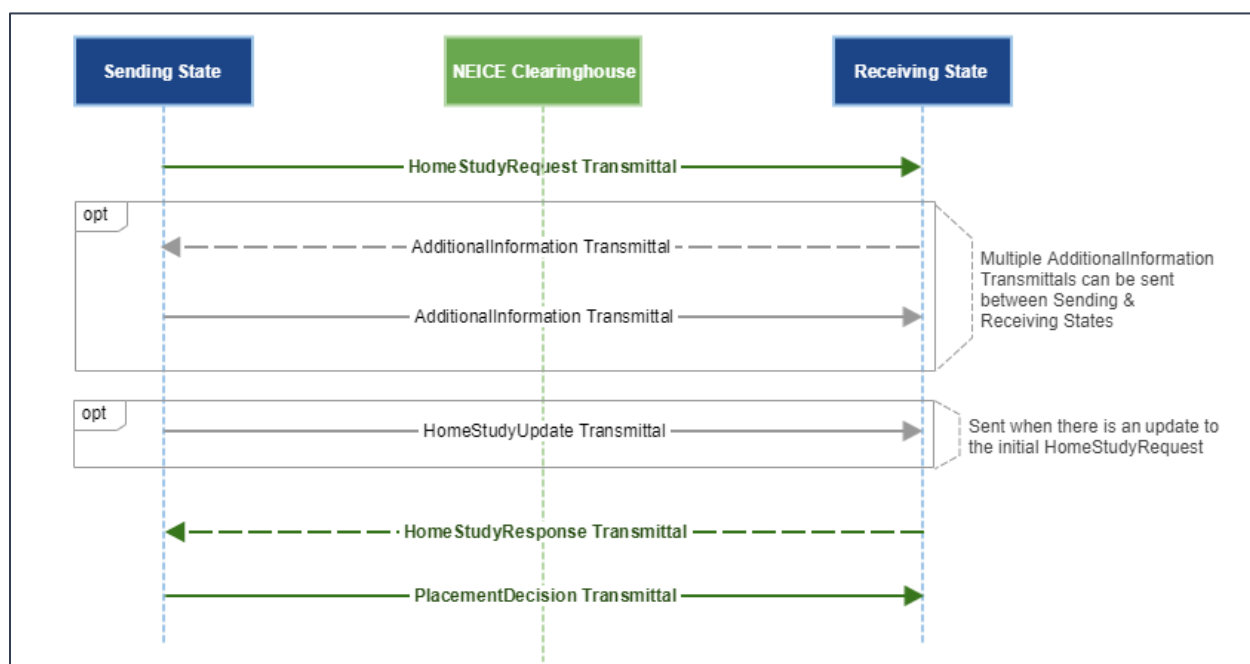 Sending State
NEICE Clearinghouse
Receiving State
HomeStudyRequest Transmittal
opt
AdditionalInformation Transmittal
AdditionalInformation Transmittal
Multiple AdditionalInformation
Transmittals can be sent
between Sending &
Receiving States
opt
HomeStudyUpdate Transmittal
Sent when there is an update to
the initial HomeStudyRequest
HomeStudyResponse Transmittal
PlacementDecision Transmittal